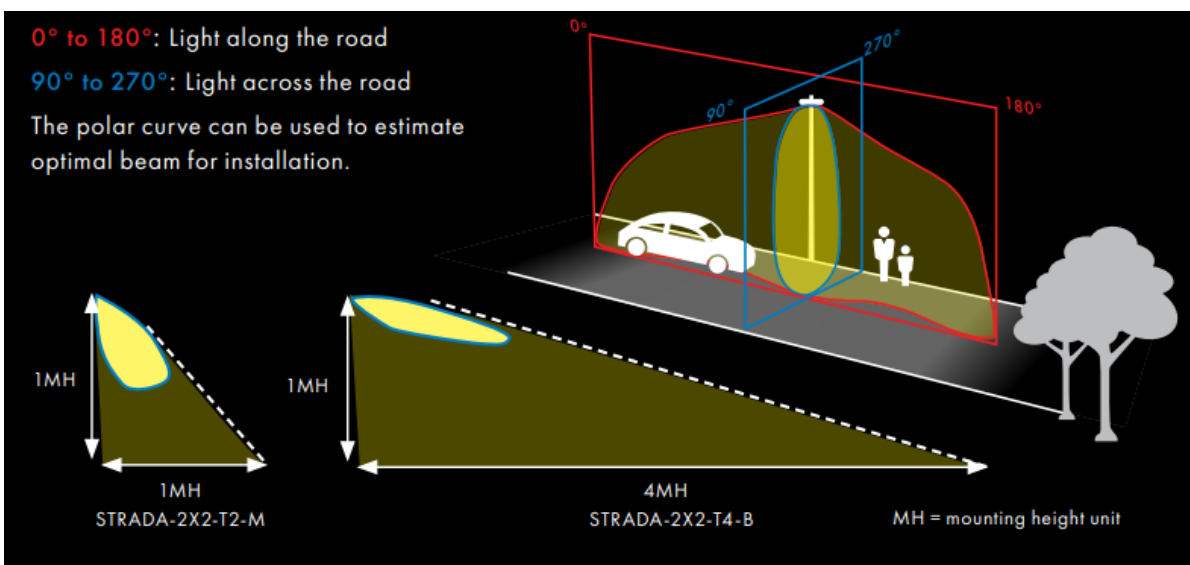 0° to 180°: Light along the road
90° to 270°: Light across the road
The polar curve can be used to estimate
optimal beam for installation.
0°
270°
90°
180°
1MH
1MH
STRADA-2X2-T2-M
1MH
4MH
STRADA-2X2-T4-B
MH = mounting height unit